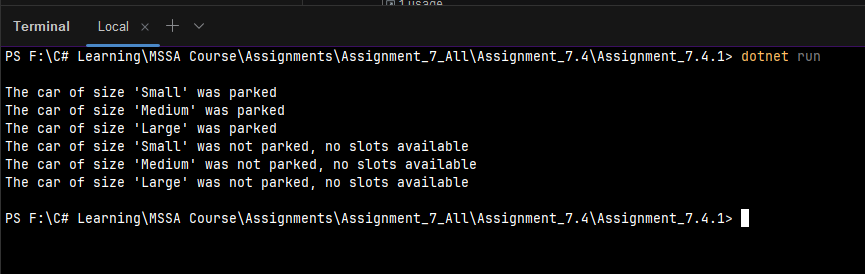 1 usage
Terminal Local
PS F:\C# Learning\MSSA Course\Assignments\Assignment_7_All\Assignment_7.4\Assignment_7.4.1> dotnet run
The car of size 'Small' was parked
The car of size 'Medium' was parked
The car of size 'Large' was parked
The car of size 'Small' was not parked, no slots available
The car of size 'Medium' was not parked, no slots available
The car of size 'Large' was not parked, no slots available
PS F:\C# Learning\MSSA Course\Assignments\Assignment_7_All\Assignment_7.4\Assignment_7.4.1>